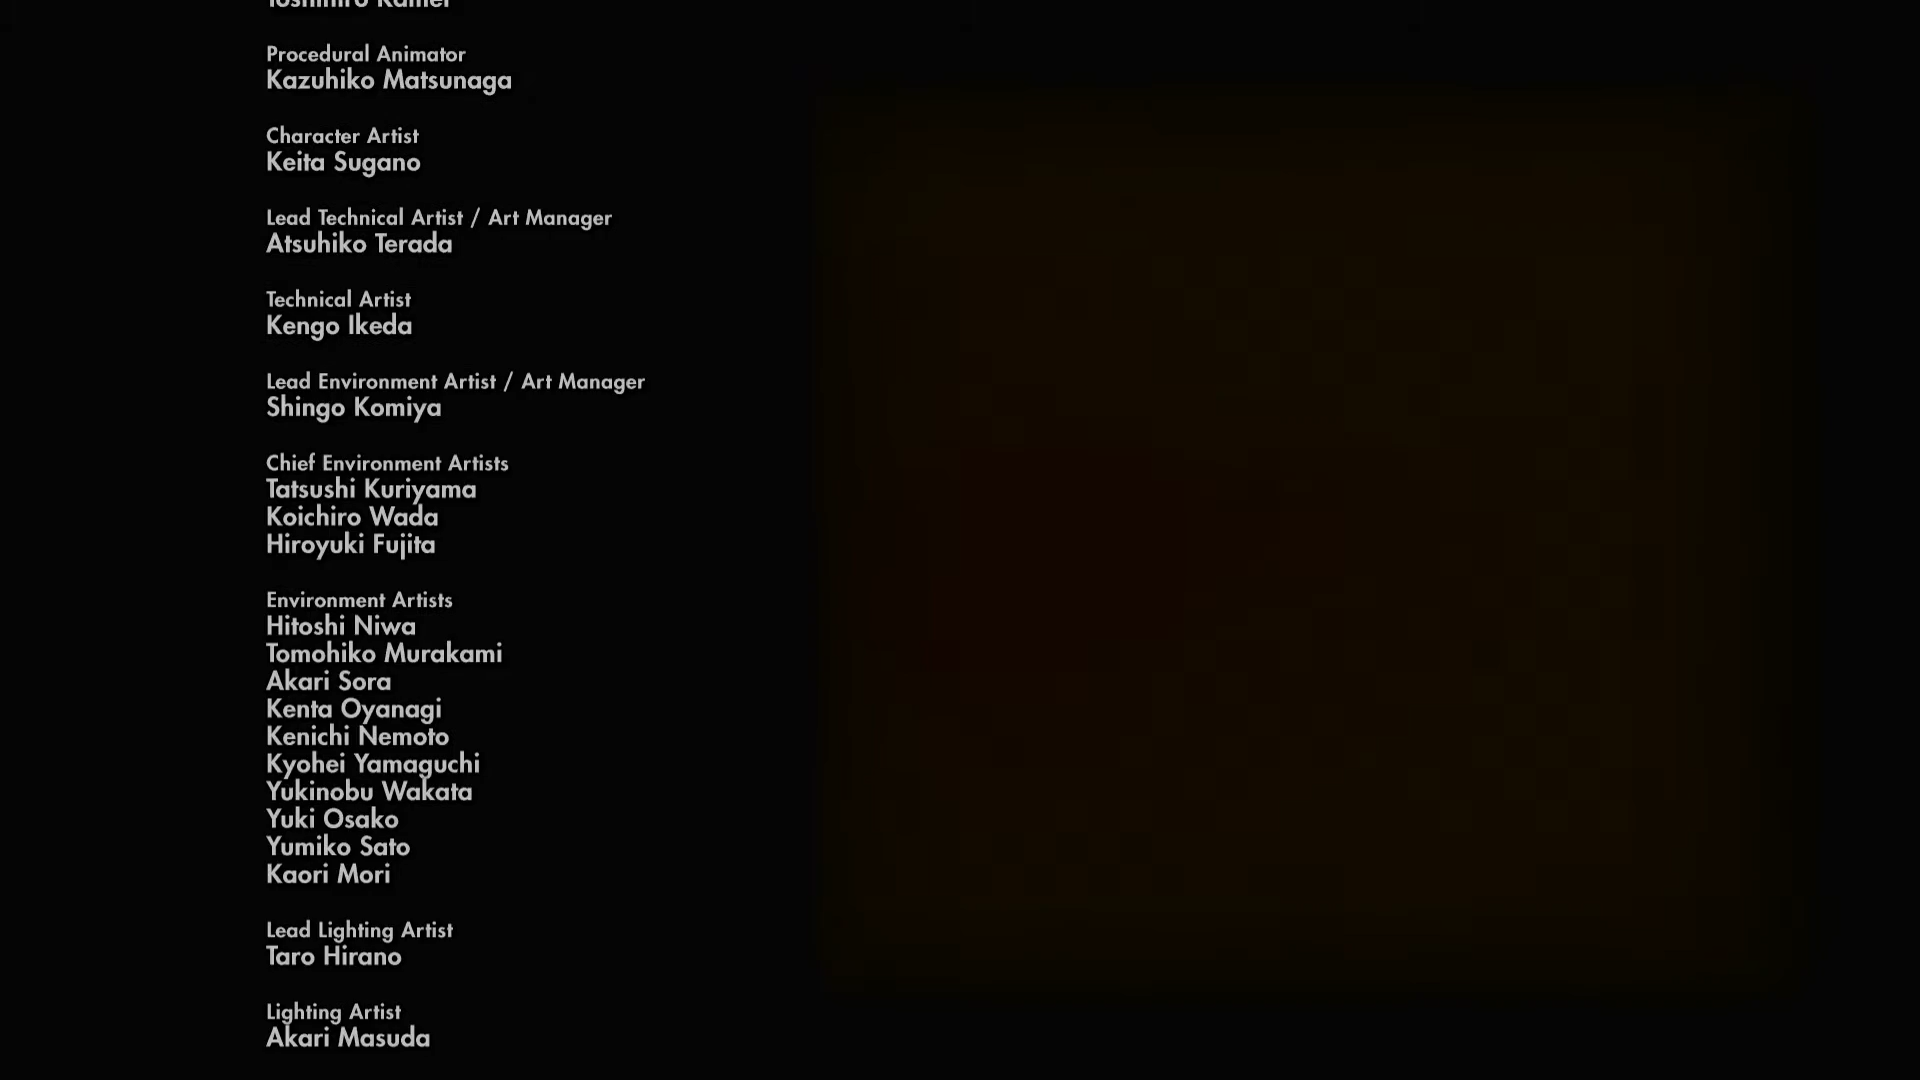 Procedural Animator
Kazuhiko Matsunaga
Character Artist
Keita Sugano
Lead Technical Artist / Art Manager
Atsuhiko Terada
Technical Artist
Kengo Ikeda
Lead Environment Artist / Art Manager
Shingo Komiya
Chief Environment Artists
Tatsushi Kuriyama
Koichiro Wada
Hiroyuki Fujita
Environment Artists
Hitoshi Niwa
Tomohiko Murakami
Akari Sora
Kenta Oyanagi
Kenichi Nemoto
Kyohei Yamaguchi
Yukinobu Wakata
Yuki Osako
Yumiko Sato
Kaori Mori
Lead Lighting Artist
Taro Hirano
Lighting Artist
Akari Masuda